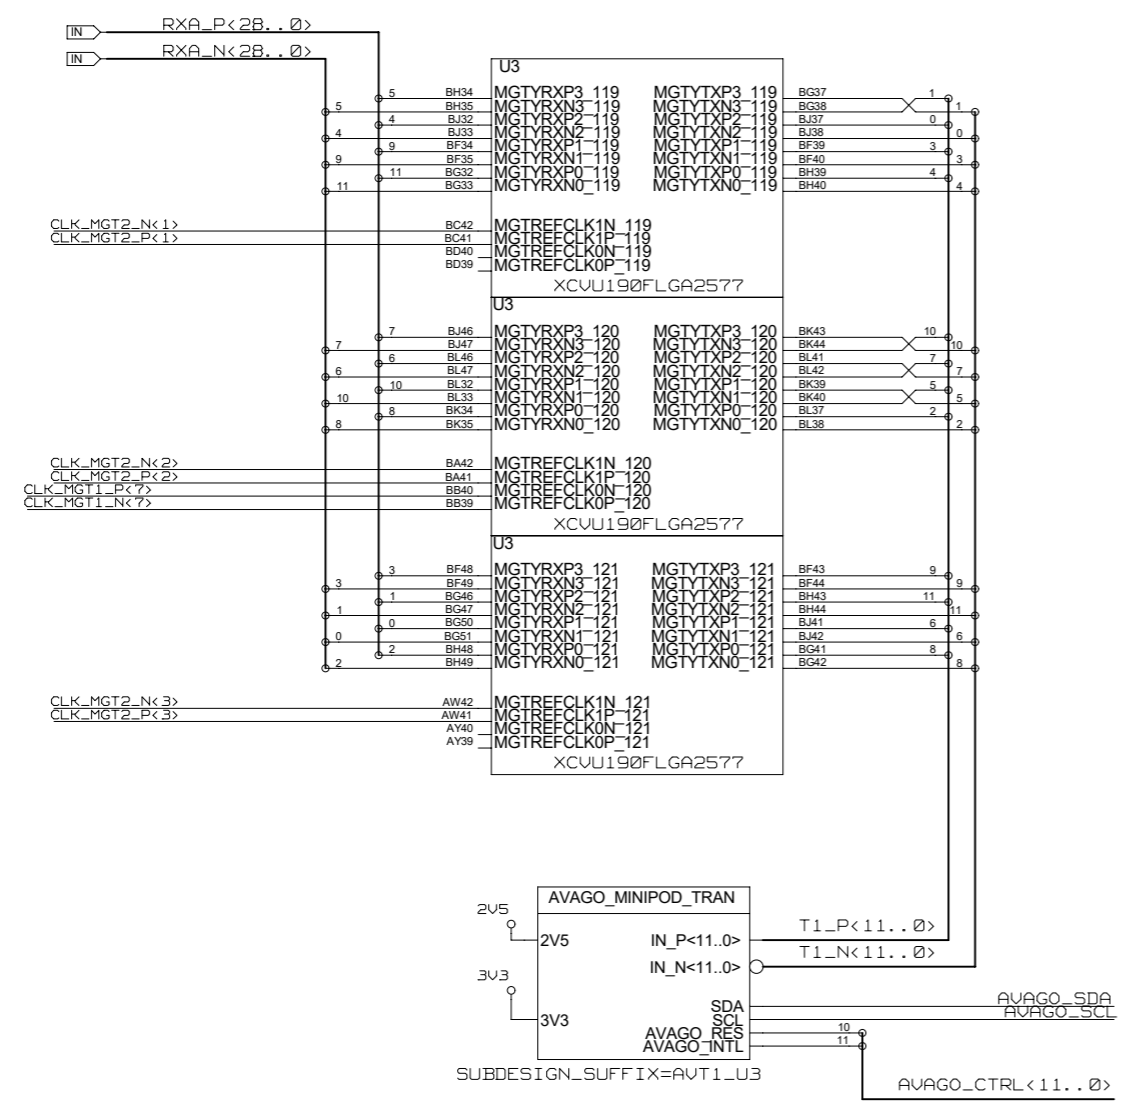 IN RXA_P<28..0>
IN RXA_N<28..0>
U3
5 BH34 MGTYRXP3_119 MGTYTXP3_119 BG37 1
5 BH35 MGTYRXN3_119 MGTYTXN3_119 BG38 1
4 BJ32 MGTYRXP2_119 MGTYTXP2_119 BJ37 0
4 BJ33 MGTYRXN2_119 MGTYTXN2_119 BJ38 0
9 BF34 MGTYRXP1_119 MGTYTXP1_119 BF39 3
9 BF35 MGTYRXN1_119 MGTYTXN1_119 BF40 3
11 BG32 MGTYRXP0_119 MGTYTXP0_119 BH39 4
11 BG33 MGTYRXN0_119 MGTYTXN0_119 BH40 4
CLK_MGT2_N<1> BC42 MGTREFCLK1N_119
CLK_MGT2_P<1> BC41 MGTREFCLK1P_119
BD40 MGTREFCLK0N_119
BD39 MGTREFCLK0P_119
XCVU190FLGA2577
U3
7 BJ46 MGTYRXP3_120 MGTYTXP3_120 BK43 10
7 BJ47 MGTYRXN3_120 MGTYTXN3_120 BK44 10
6 BL46 MGTYRXP2_120 MGTYTXP2_120 BL41 7
6 BL47 MGTYRXN2_120 MGTYTXN2_120 BL42 7
10 BL32 MGTYRXP1_120 MGTYTXP1_120 BK39 5
10 BL33 MGTYRXN1_120 MGTYTXN1_120 BK40 5
8 BK34 MGTYRXP0_120 MGTYTXP0_120 BL37 2
8 BK35 MGTYRXN0_120 MGTYTXN0_120 BL38 2
CLK_MGT2_N<2> BA42 MGTREFCLK1N_120
CLK_MGT2_P<2> BA41 MGTREFCLK1P_120
CLK_MGT1_P<7> BB40 MGTREFCLK0N_120
CLK_MGT1_N<7> BB39 MGTREFCLK0P_120
XCVU190FLGA2577
U3
3 BF48 MGTYRXP3_121 MGTYTXP3_121 BF43 9
3 BF49 MGTYRXN3_121 MGTYTXN3_121 BF44 9
1 BG46 MGTYRXP2_121 MGTYTXP2_121 BH43 11
1 BG47 MGTYRXN2_121 MGTYTXN2_121 BH44 11
0 BG50 MGTYRXP1_121 MGTYTXP1_121 BJ41 6
0 BG51 MGTYRXN1_121 MGTYTXN1_121 BJ42 6
2 BH48 MGTYRXP0_121 MGTYTXP0_121 BG41 8
2 BH49 MGTYRXN0_121 MGTYTXN0_121 BG42 8
CLK_MGT2_N<3> AW42 MGTREFCLK1N_121
CLK_MGT2_P<3> AW41 MGTREFCLK1P_121
AY40 MGTREFCLK0N_121
AY39 MGTREFCLK0P_121
XCVU190FLGA2577
AVAGO_MINIPOD_TRAN
2V5
2V5 IN_P<11..0> T1_P<11..0>
IN_N<11..0> T1_N<11..0>
3V3
SDA AVAGO_SDA
3V3 SCL AVAGO_SCL
AVAGO_RES 10
AVAGO_INTL 11
SUBDESIGN_SUFFIX=AVT1_U3
AVAGO_CTRL<11..0>